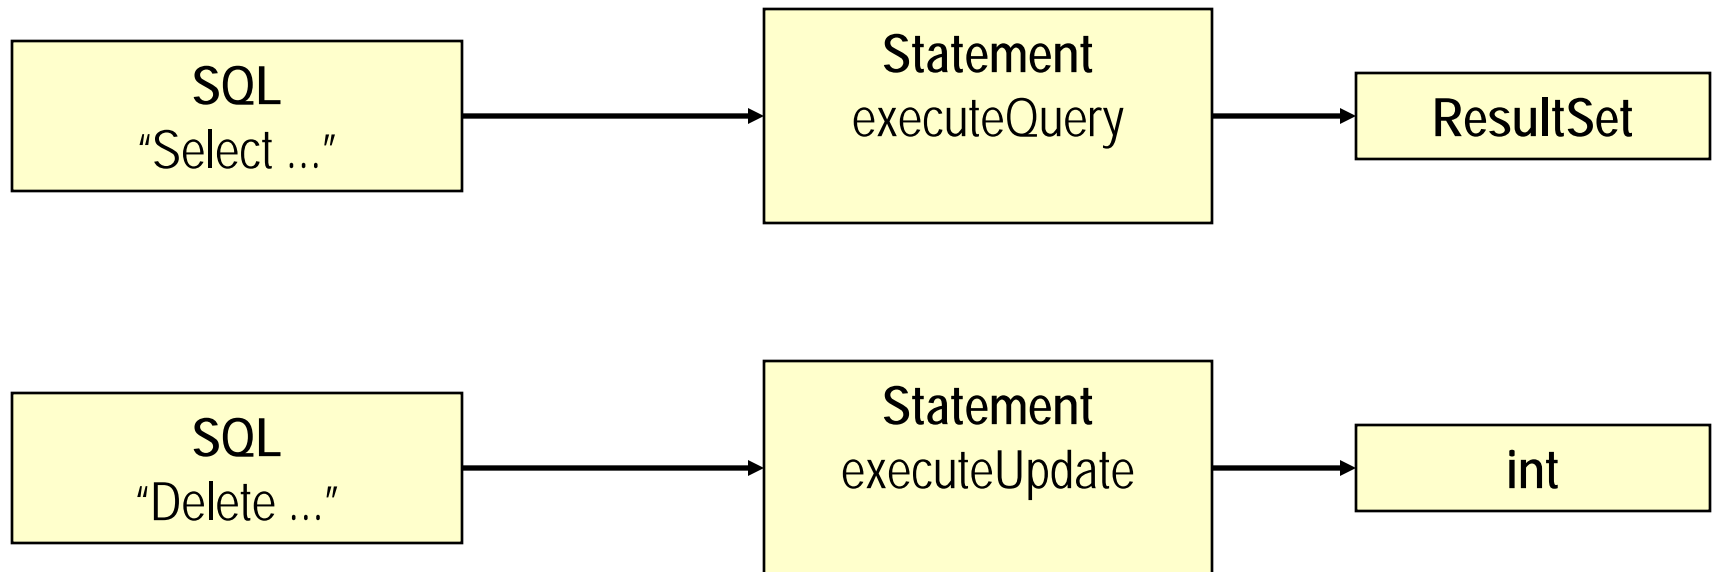 SQL
“Select ...”
Statement
executeQuery
ResultSet
SQL
“Delete ...”
Statement
executeUpdate
int